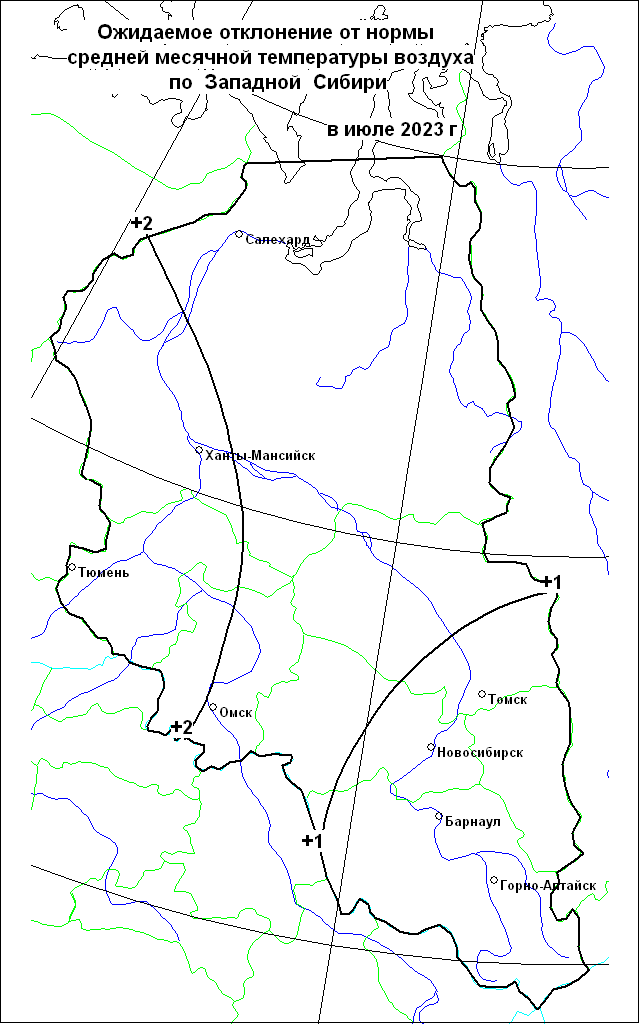 Ожидаемое отклонение от нормы
средней месячной температуры воздуха
по Западной Сибири
в июле 2023 г
+2
Салехард
Ханты-Мансийск
Тюмень
+1
Томск
Омск
+2
Новосибирск
Барнаул
+1
Горно-Алтайск